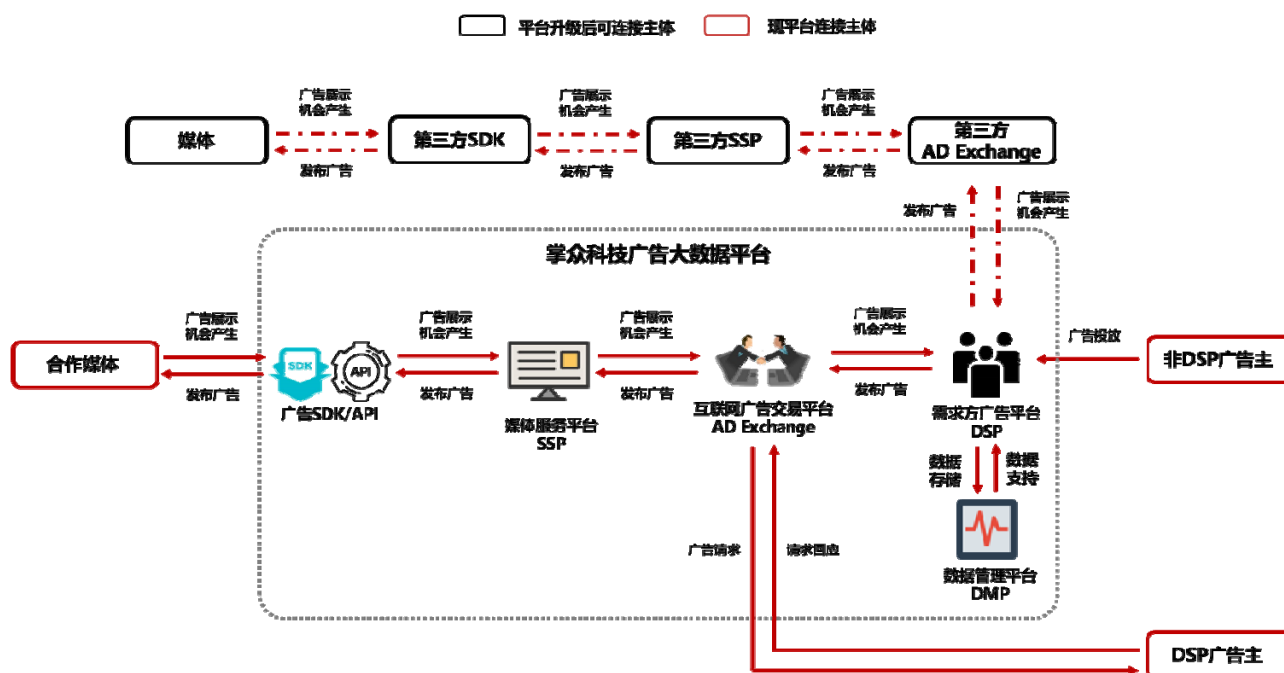 平台升级后可连接主体
现平台连接主体
广告展示
机会产生
广告展示
机会产生
广告展示
机会产生
媒体
第三方SDK
第三方SSP
第三方
AD Exchange
发布广告
发布广告
发布广告
发布广告
广告展示
机会产生
掌众科技广告大数据平台
广告展示
机会产生
广告展示
机会产生
广告展示
机会产生
广告展示
机会产生
广告投放
合作媒体
SDK
API
非DSP广告主
发布广告
发布广告
发布广告
发布广告
广告SDK/API
媒体服务平台
SSP
互联网广告交易平台
AD Exchange
需求方广告平台
DSP
数据
存储
数据
支持
广告请求
请求回应
数据管理平台
DMP
DSP广告主